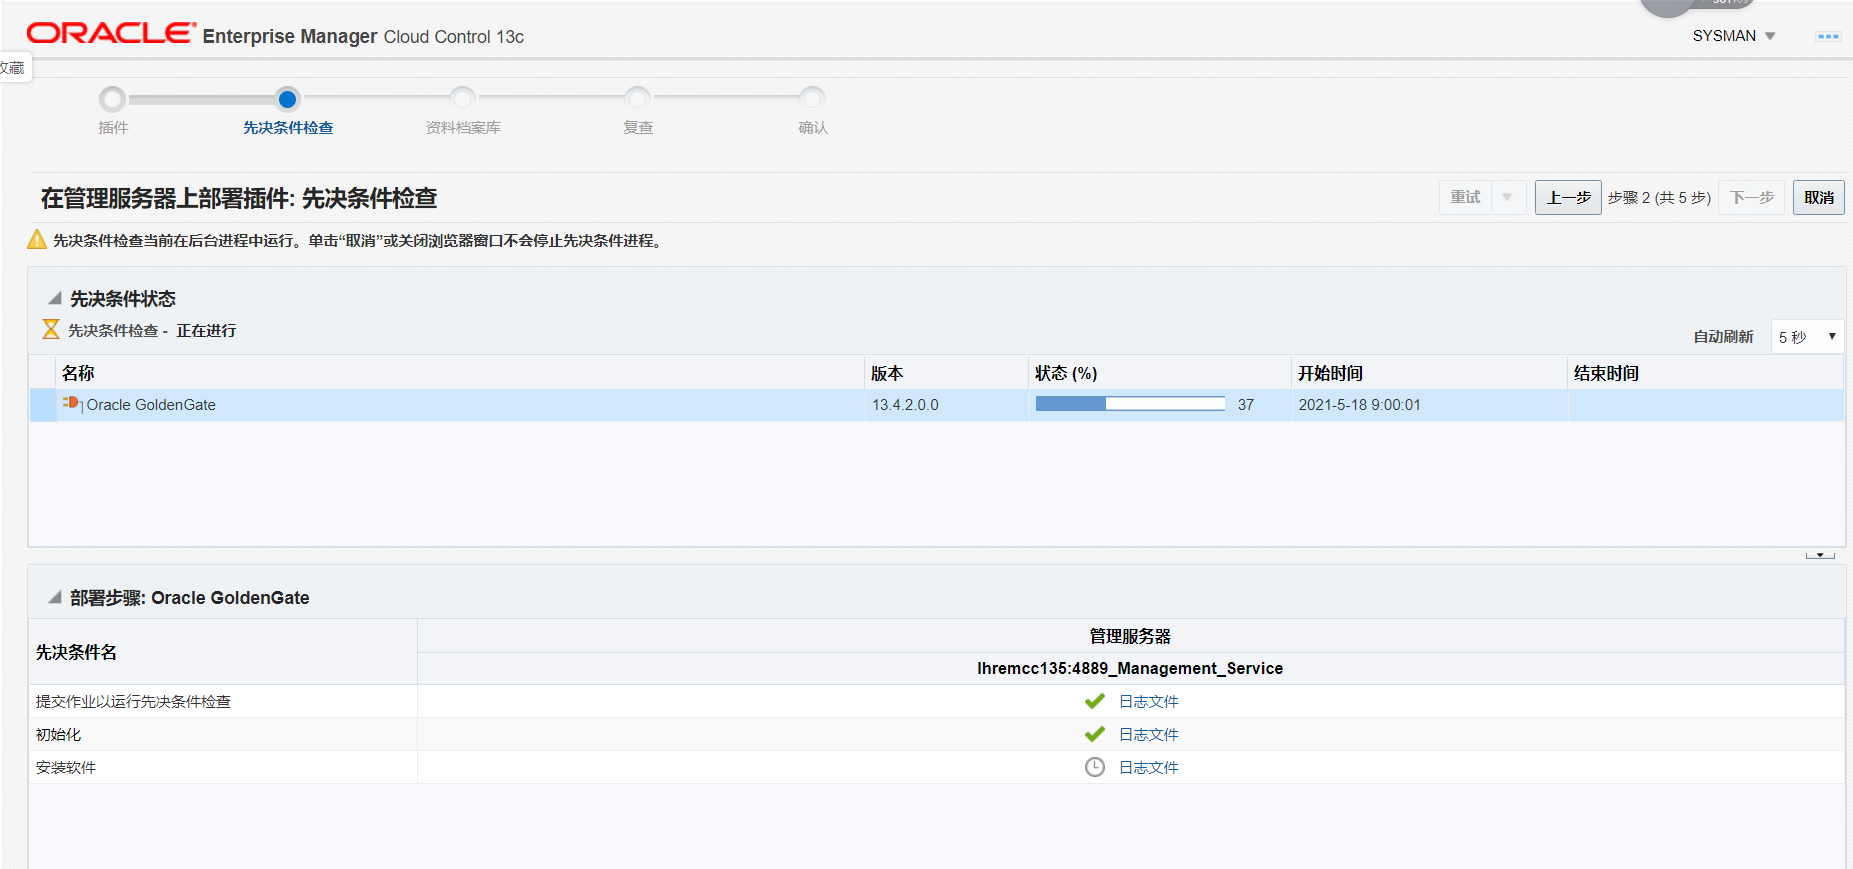 ORACLE Enterprise Manager Cloud Control 13c
SYSMAN
收藏
插件
先决条件检查
资料档案库
复查
确认
在管理服务器上部署插件: 先决条件检查
重试
上一步
步骤 2 (共 5 步)
下一步
取消
先决条件检查当前在后台进程中运行。单击“取消”或关闭浏览器窗口不会停止先决条件进程。
先决条件状态
先决条件检查 - 正在进行
自动刷新
5 秒
名称 版本 状态 (%) 开始时间 结束时间
Oracle GoldenGate 13.4.2.0.0 37 2021-5-18 9:00:01
部署步骤: Oracle GoldenGate
先决条件名
管理服务器
lhremcc135:4889_Management_Service
提交作业以运行先决条件检查 日志文件
初始化 日志文件
安装软件 日志文件